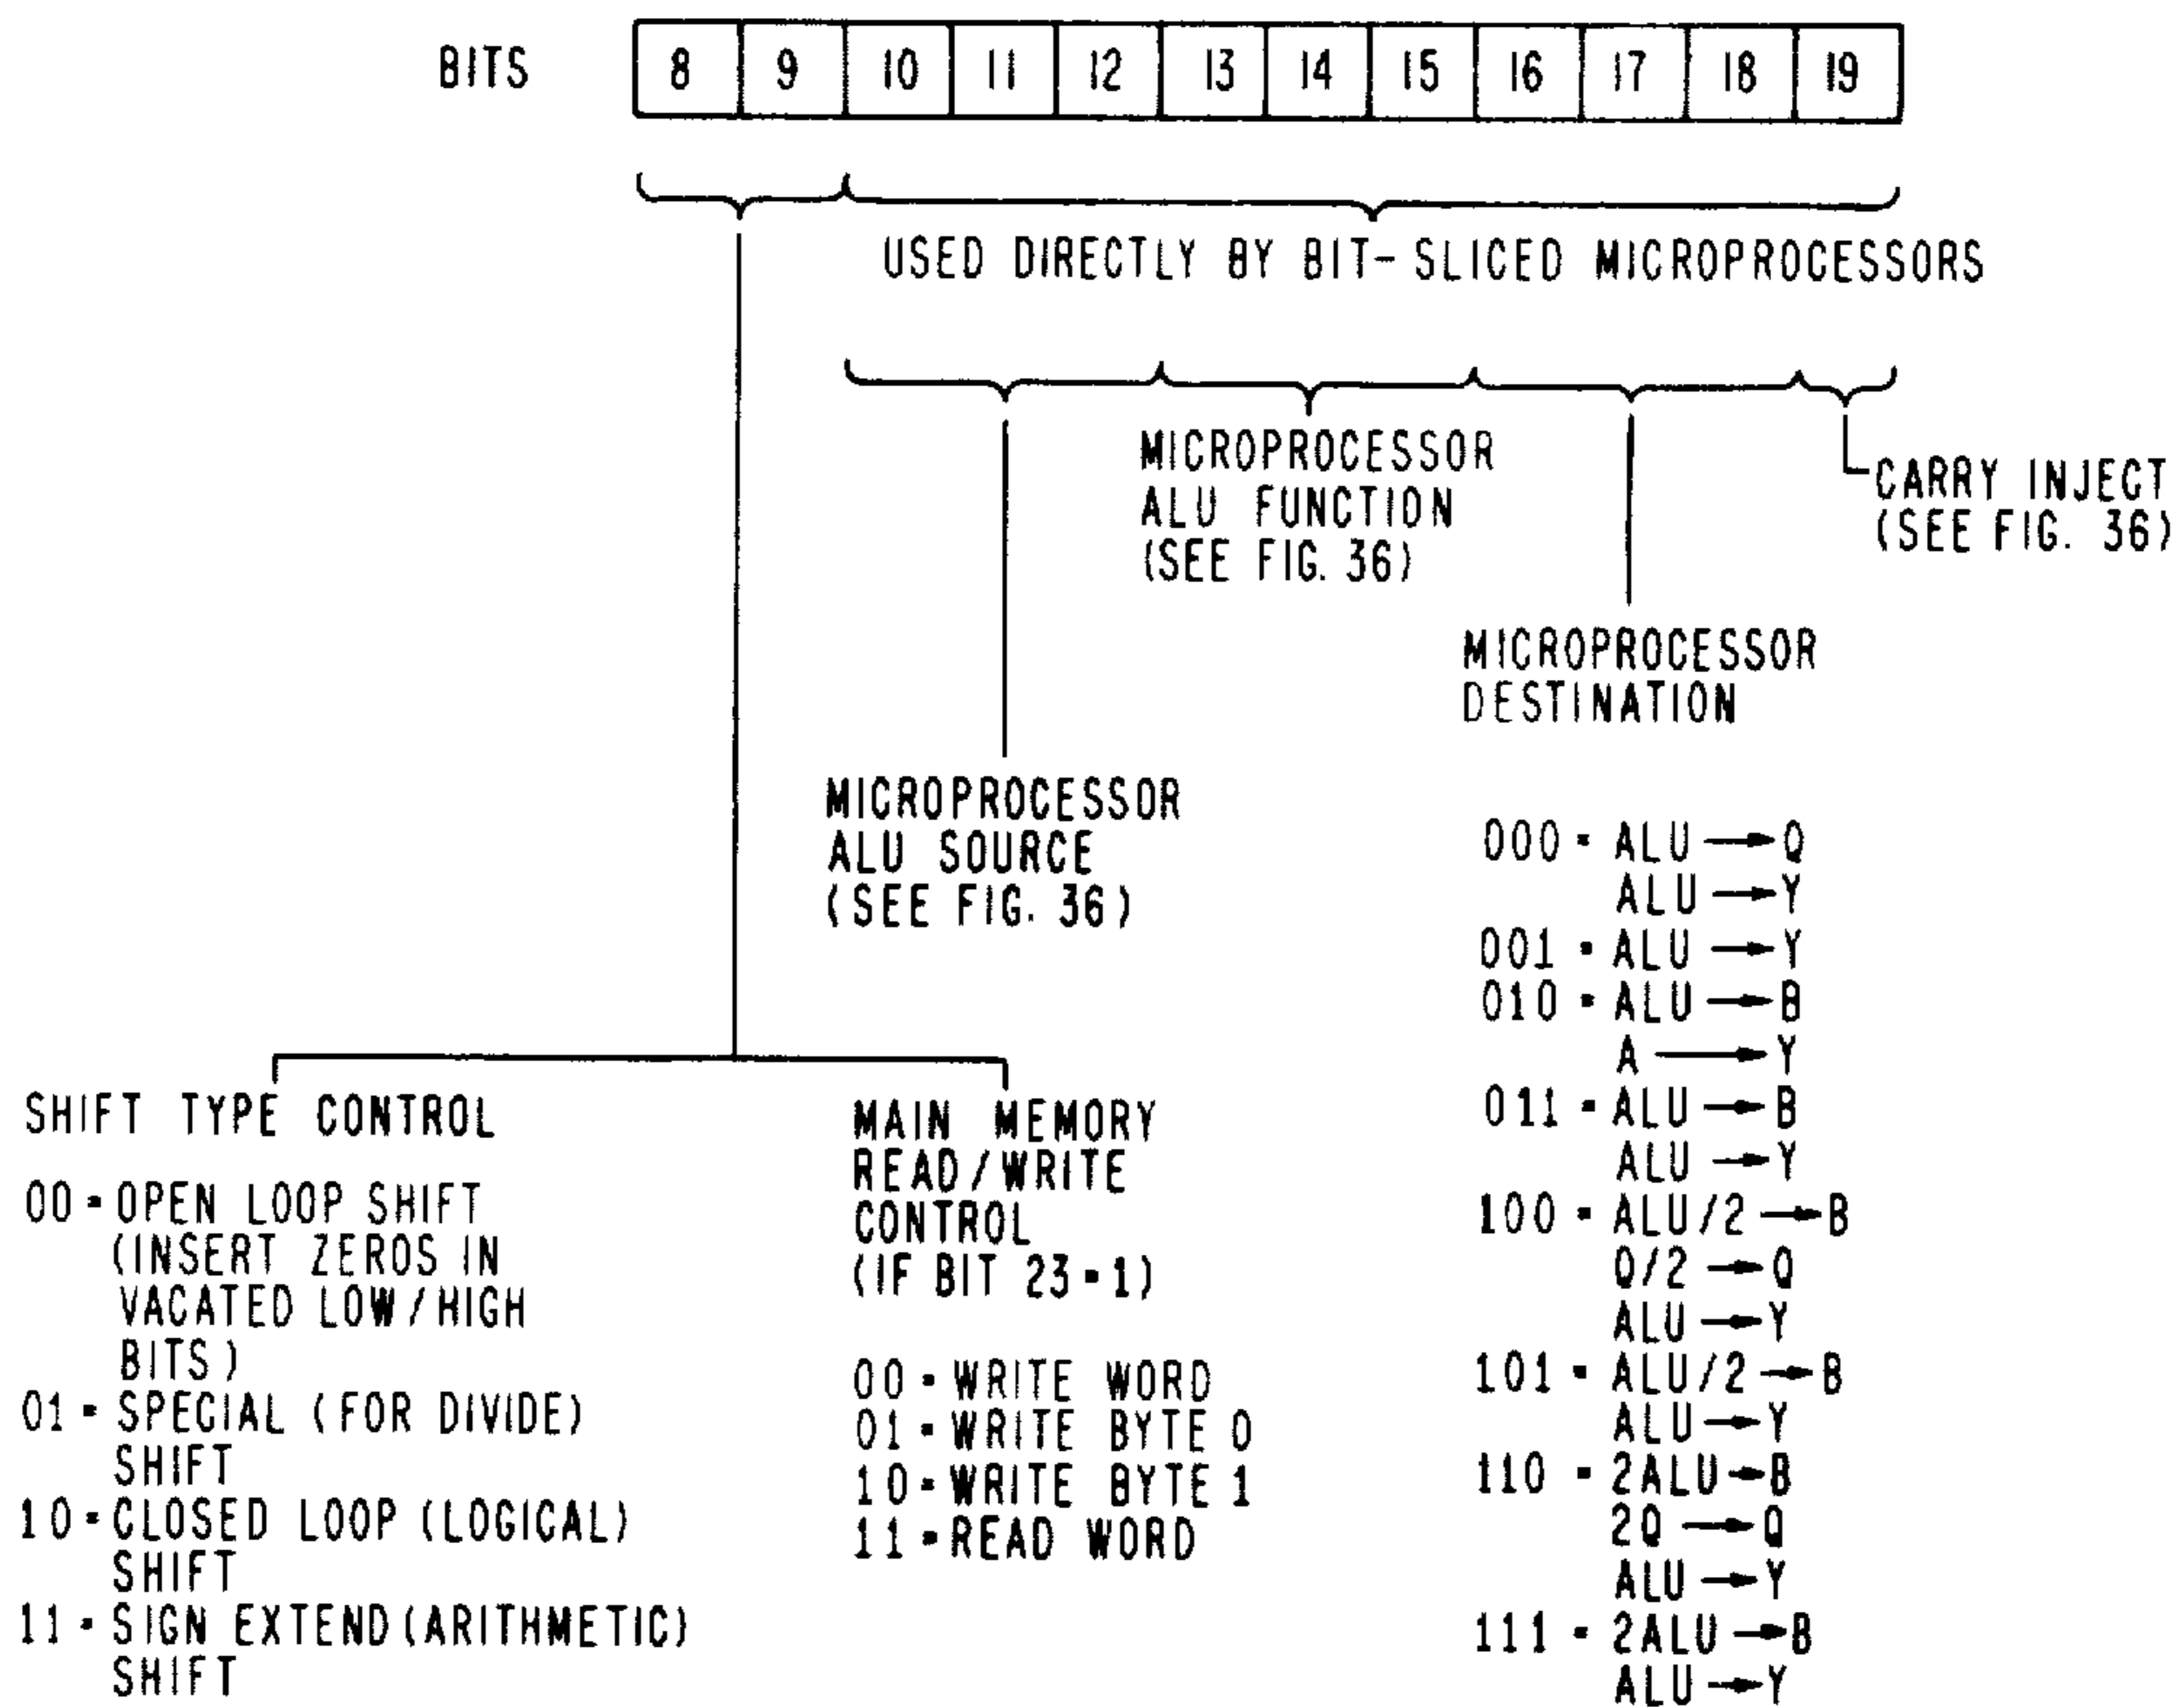 BITS 8 9 10 11 12 13 14 15 16 17 18 19
USED DIRECTLY BY BIT-SLICED MICROPROCESSORS
MICROPROCESSOR
ALU FUNCTION
(SEE FIG. 36)
CARRY INJECT
(SEE FIG. 36)
MICROPROCESSOR
DESTINATION
MICROPROCESSOR
ALU SOURCE
(SEE FIG. 36)
000 = ALU → Q
ALU → Y
001 = ALU → Y
010 = ALU → B
A → Y
011 = ALU → B
ALU → Y
100 = ALU/2 → B
Q/2 → Q
ALU → Y
101 = ALU/2 → B
ALU → Y
110 = 2ALU → B
2Q → Q
ALU → Y
111 = 2ALU → B
ALU → Y
SHIFT TYPE CONTROL
00 = OPEN LOOP SHIFT
(INSERT ZEROS IN
VACATED LOW/HIGH
BITS)
01 = SPECIAL (FOR DIVIDE)
SHIFT
10 = CLOSED LOOP (LOGICAL)
SHIFT
11 = SIGN EXTEND (ARITHMETIC)
SHIFT
MAIN MEMORY
READ/WRITE
CONTROL
(IF BIT 23=1)
00 = WRITE WORD
01 = WRITE BYTE 0
10 = WRITE BYTE 1
11 = READ WORD